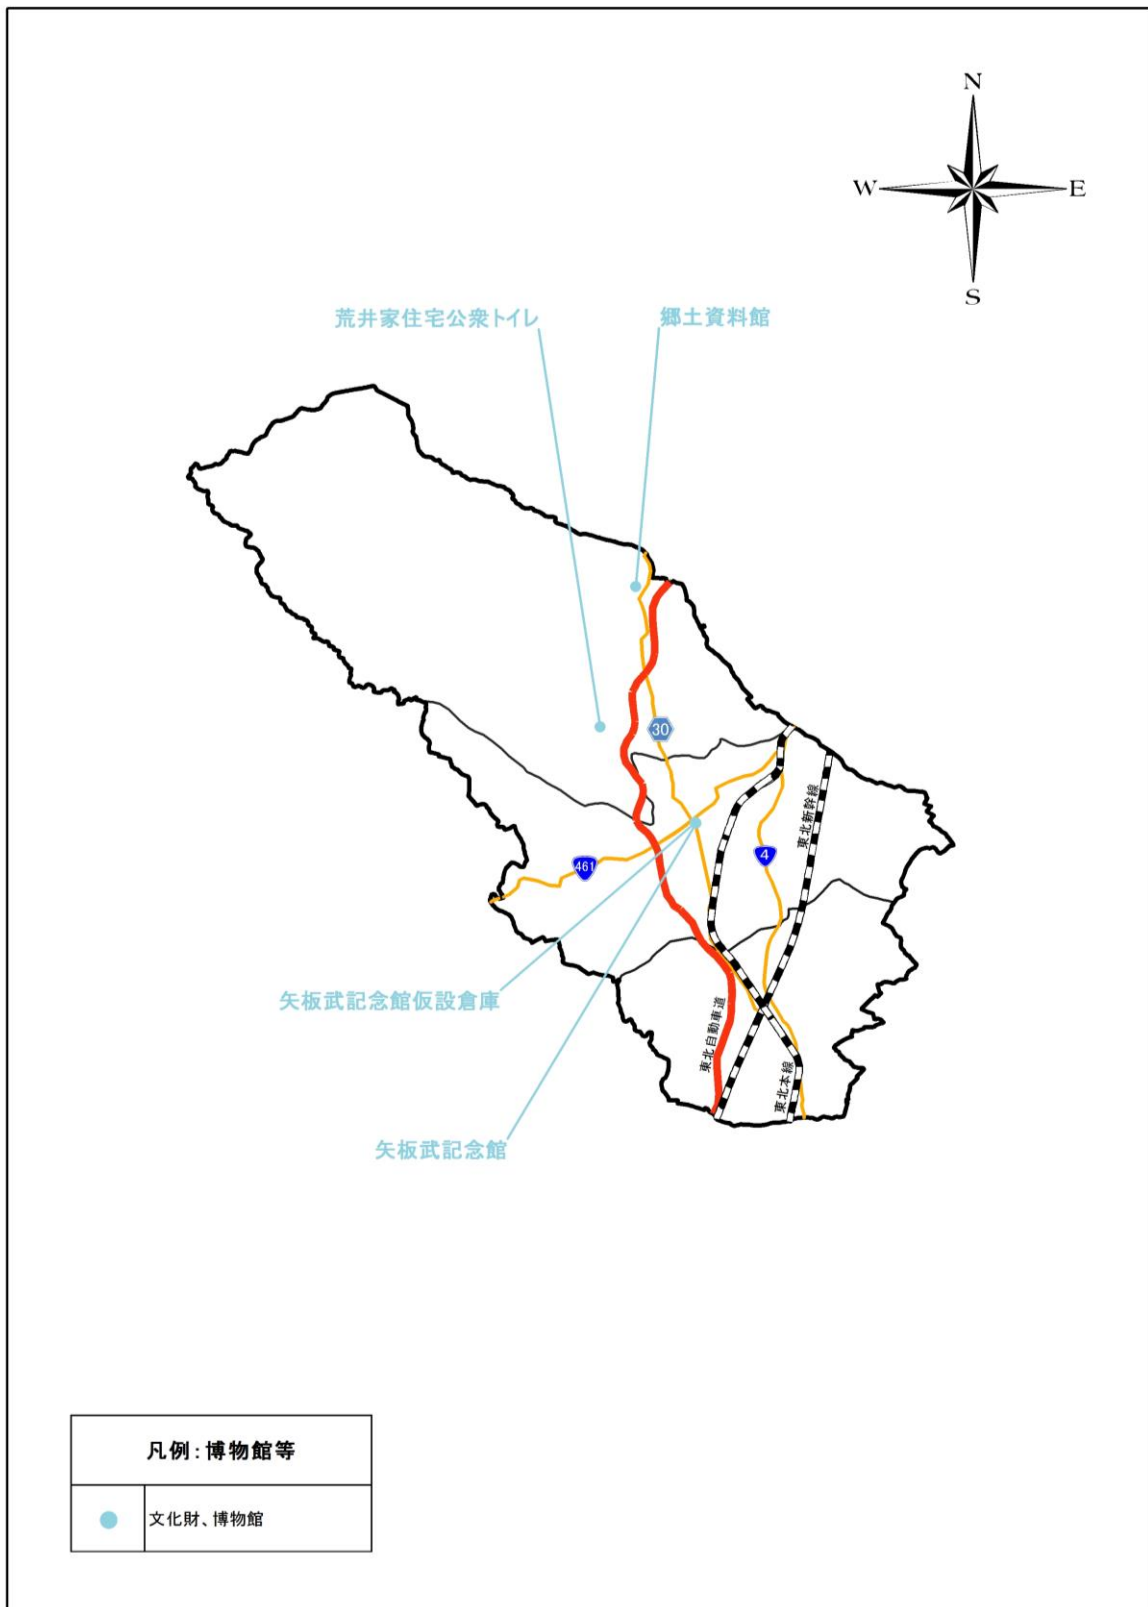 N
W E
S
荒井家住宅公衆トイレ
郷土資料館
30
東北新幹線
4
461
矢板武記念館仮設倉庫
東北自動車道
東北本線
矢板武記念館
凡例:博物館等
文化財、博物館